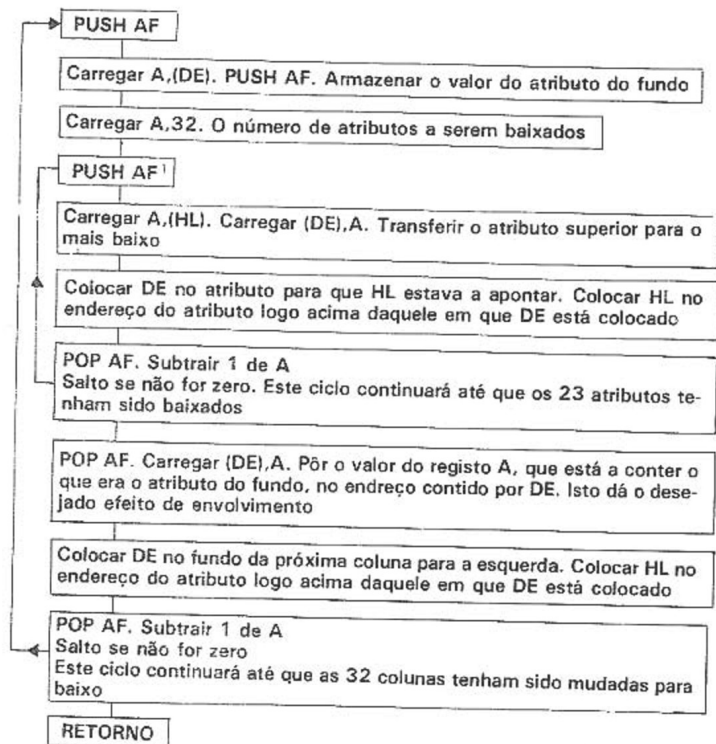 PUSH AF
Carregar A,(DE). PUSH AF. Armazenar o valor do atributo do fundo
Carregar A,32. O número de atributos a serem baixados
PUSH AF¹
Carregar A,(HL). Carregar (DE),A. Transferir o atributo superior para o
mais baixo
Colocar DE no atributo para que HL estava a apontar. Colocar HL no
endereço do atributo logo acima daquele em que DE está colocado
POP AF. Subtrair 1 de A
Salto se não for zero. Este ciclo continuará até que os 23 atributos te-
nham sido baixados
POP AF. Carregar (DE),A. Pôr o valor do registo A, que está a conter o
que era o atributo do fundo, no endreço contido por DE. Isto dá o dese-
jado efeito de envolvimento
Colocar DE no fundo da próxima coluna para a esquerda. Colocar HL no
endereço do atributo logo acima daquele em que DE está colocado
POP AF. Subtrair 1 de A
Salto se não for zero
Este ciclo continuará até que as 32 colunas tenham sido mudadas para
baixo
RETORNO